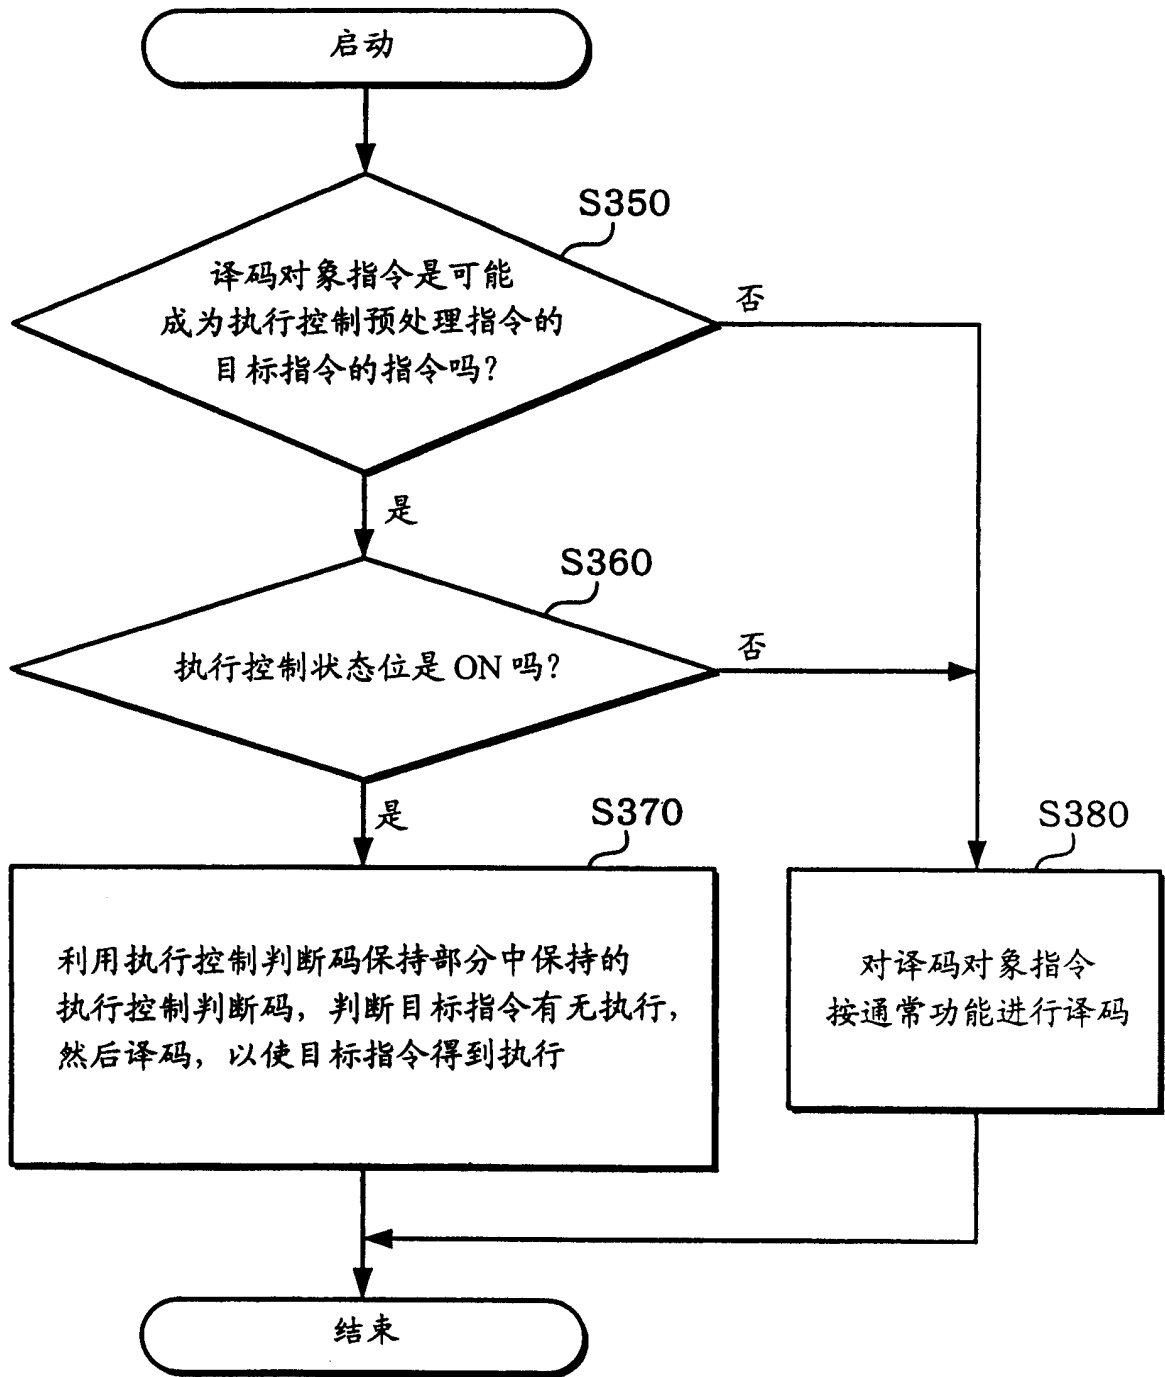 启动
S350
译码对象指令是可能
成为执行控制预处理指令的
目标指令的指令吗?
否
是
S360
执行控制状态位是 ON 吗?
否
是
S370
利用执行控制判断码保持部分中保持的
执行控制判断码，判断目标指令有无执行，
然后译码，以使目标指令得到执行
S380
对译码对象指令
按通常功能进行译码
结束